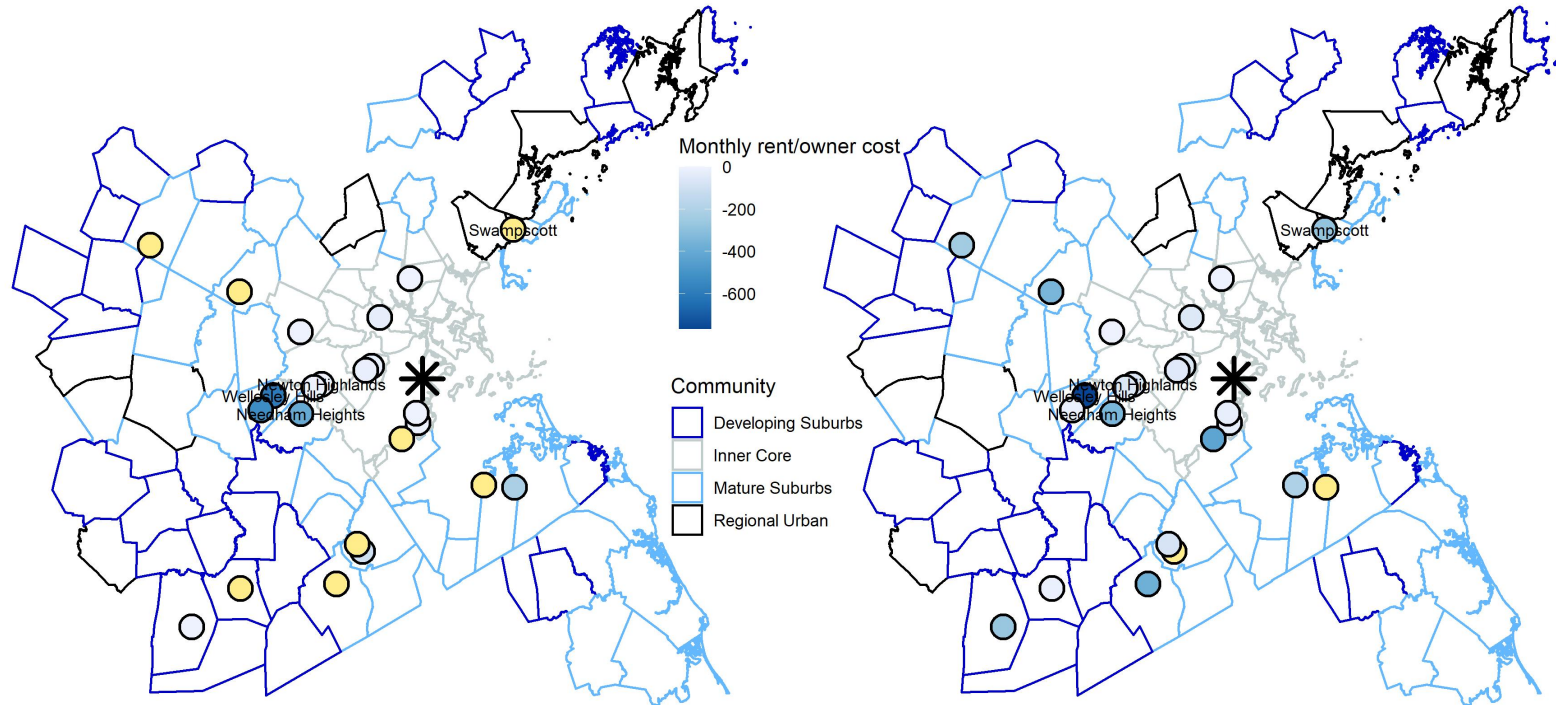 Monthly rent/owner cost
0
-200
-400
-600
Swampscott
Swampscott
Newton Highlands
Wellesley Hills
Needham Heights
Newton Highlands
Wellesley Hills
Needham Heights
Community
Developing Suburbs
Inner Core
Mature Suburbs
Regional Urban